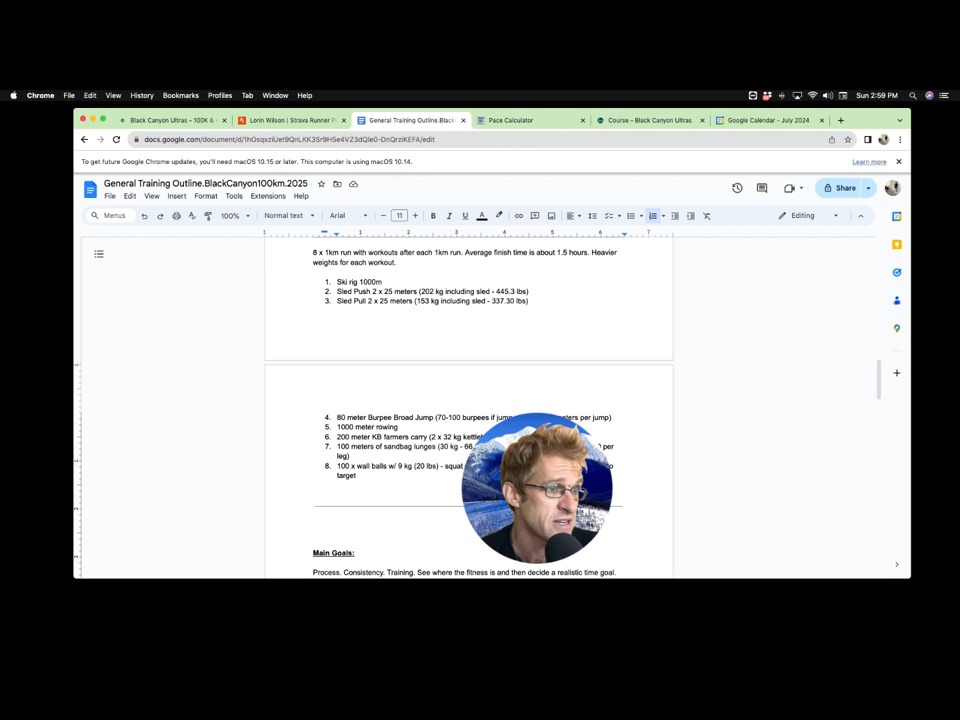 Chrome File Edit View History Bookmarks Profiles Tab Window Help Sun 2:59 PM
Black Canyon Ultras – 100K & Lorin Wilson | Strava Runner P General Training Outline.Black Pace Calculator Course – Black Canyon Ultras Google Calendar - July 2024
To get future Google Chrome updates, you'll need macOS 10.15 or later. This computer is using macOS 10.14. Learn more
General Training Outline.BlackCanyon100km.2025
File Edit View Insert Format Tools Extensions Help Share
Menus 100% Normal text Arial 11 B I U A Editing
1 1 2 3 4 5 6 7
8 x 1km run with workouts after each 1km run. Average finish time is about 1.5 hours. Heavier
weights for each workout.
1. Ski rig 1000m
2. Sled Push 2 x 25 meters (202 kg including sled - 445.3 lbs)
3. Sled Pull 2 x 25 meters (153 kg including sled - 337.30 lbs)
4. 80 meter Burpee Broad Jump (70-100 burpees if jump per jump)
5. 1000 meter rowing
6. 200 meter KB farmers carry (2 x 32 kg
7. 100 meters of sandbag lunges (30 kg - 66. per
leg)
8. 100 x wall balls w/ 9 kg (20 lbs) - squat to
target
Main Goals:
Process. Consistency. Training. See where the fitness is and then decide a realistic time goal.